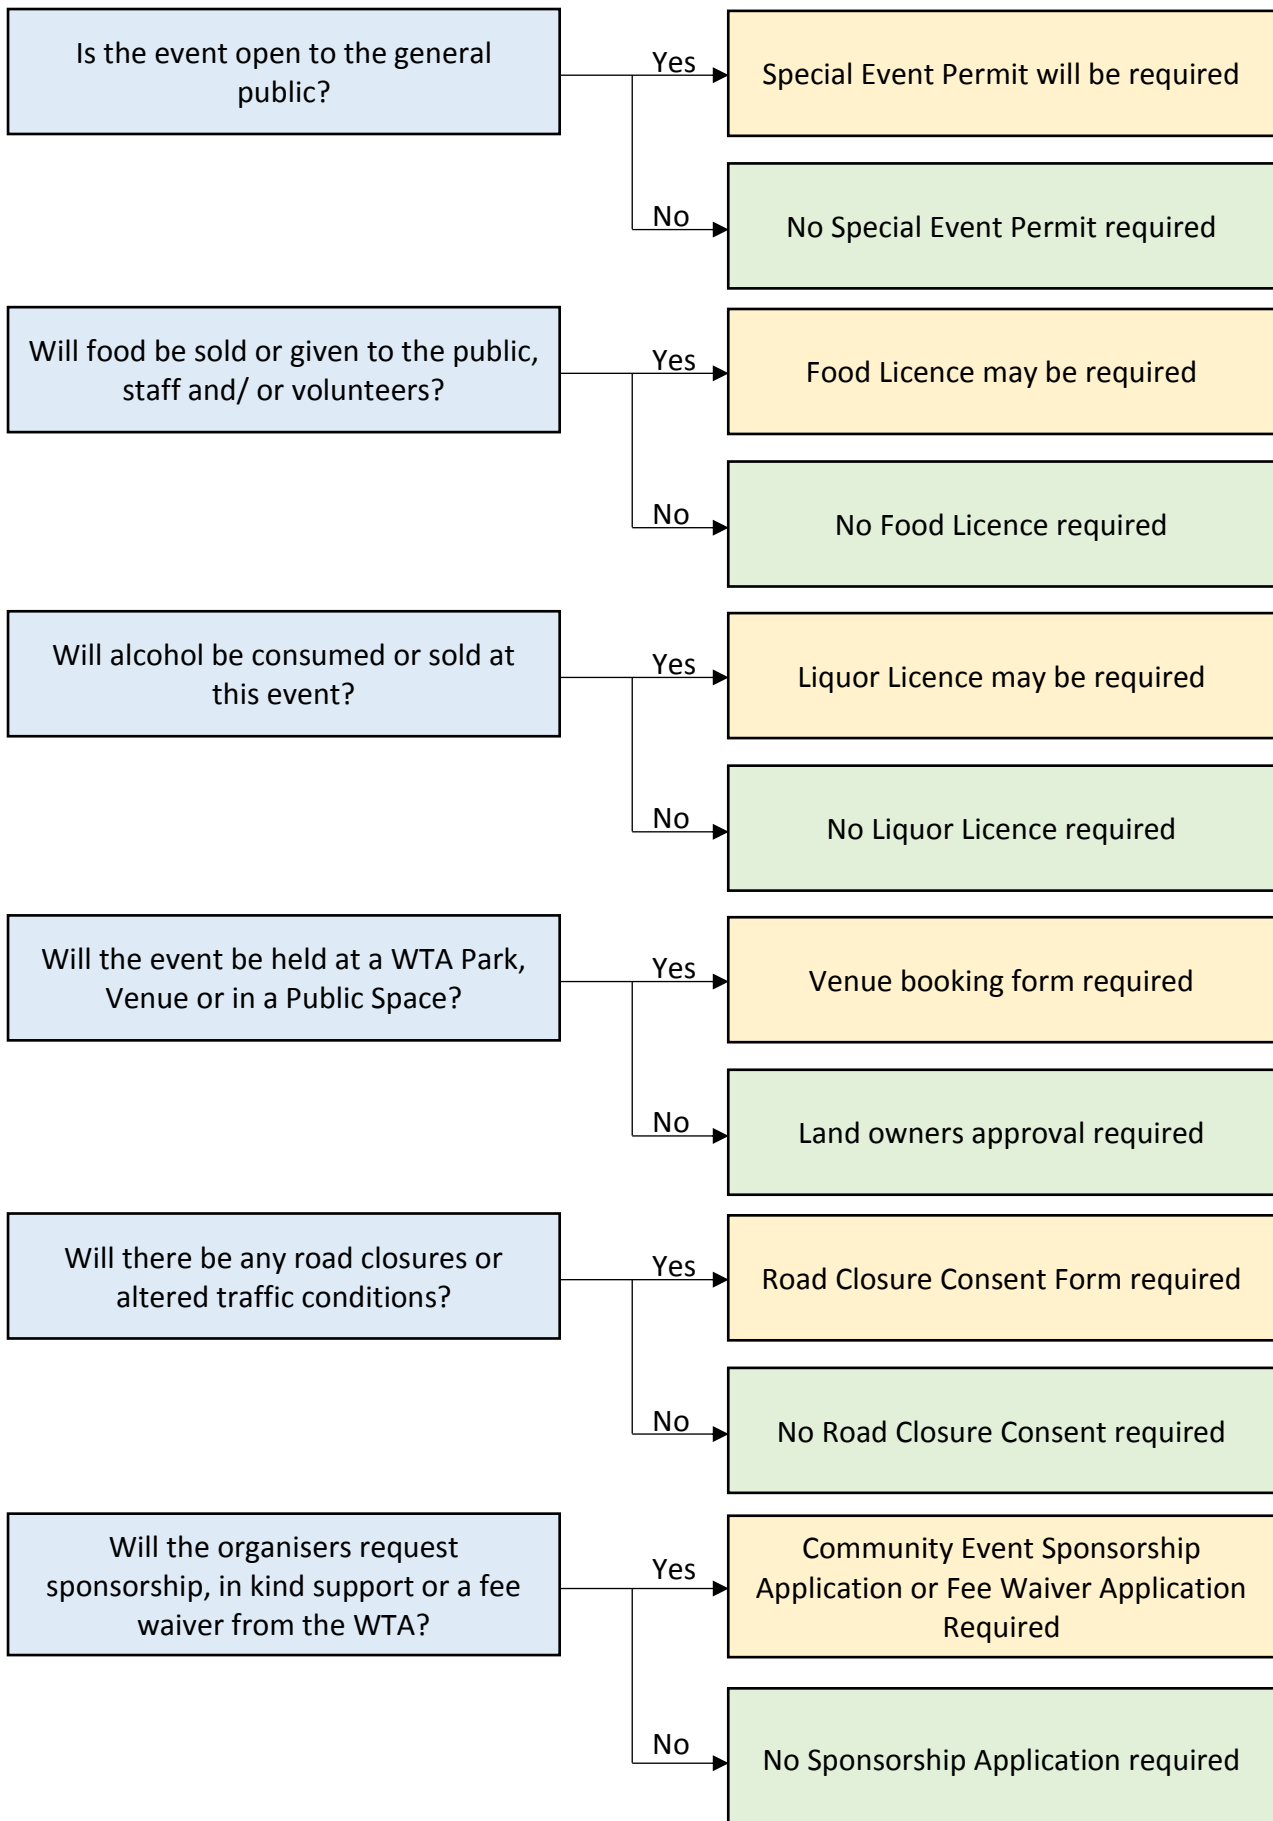 Is the event open to the general
public?
Yes
Special Event Permit will be required
No
No Special Event Permit required
Will food be sold or given to the public,
staff and/ or volunteers?
Yes
Food Licence may be required
No
No Food Licence required
Will alcohol be consumed or sold at
this event?
Yes
Liquor Licence may be required
No
No Liquor Licence required
Will the event be held at a WTA Park,
Venue or in a Public Space?
Yes
Venue booking form required
No
Land owners approval required
Will there be any road closures or
altered traffic conditions?
Yes
Road Closure Consent Form required
No
No Road Closure Consent required
Will the organisers request
sponsorship, in kind support or a fee
waiver from the WTA?
Yes
Community Event Sponsorship
Application or Fee Waiver Application
Required
No
No Sponsorship Application required